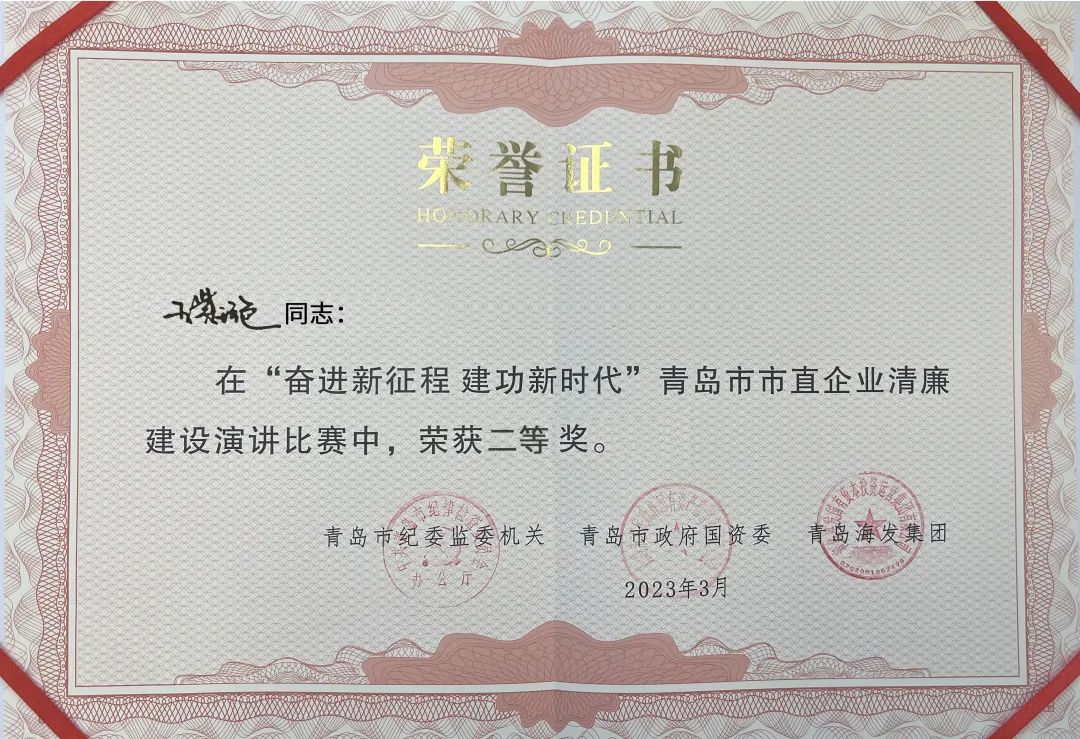 荣誉证书
HONORARY CREDENTIAL
同志：
在“奋进新征程 建功新时代”青岛市市直企业清廉
建设演讲比赛中，荣获二等 奖。
青岛市纪委监委机关 青岛市政府国资委 青岛海发集团
办公厅
2023年3月